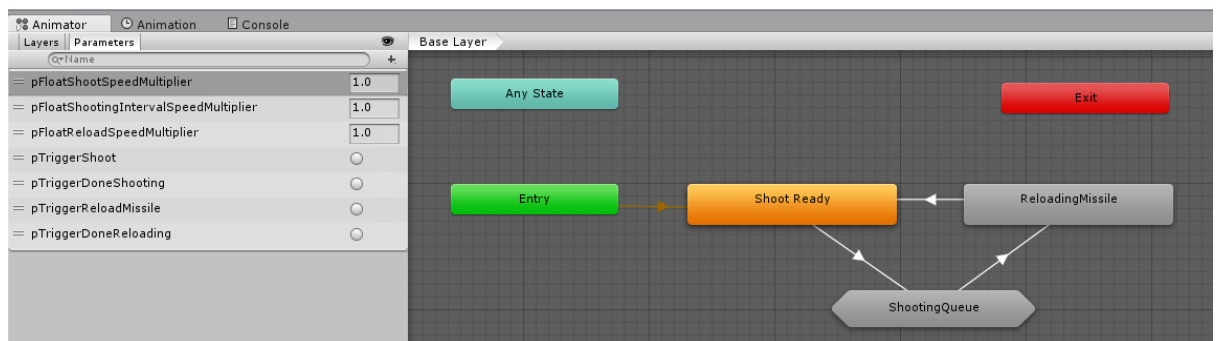 Animator Animation Console
Layers Parameters
Base Layer
Name
pFloatShootSpeedMultiplier 1.0
pFloatShootingIntervalSpeedMultiplier 1.0
pFloatReloadSpeedMultiplier 1.0
pTriggerShoot
pTriggerDoneShooting
pTriggerReloadMissile
pTriggerDoneReloading
Any State
Exit
Entry
Shoot Ready
ReloadingMissile
ShootingQueue